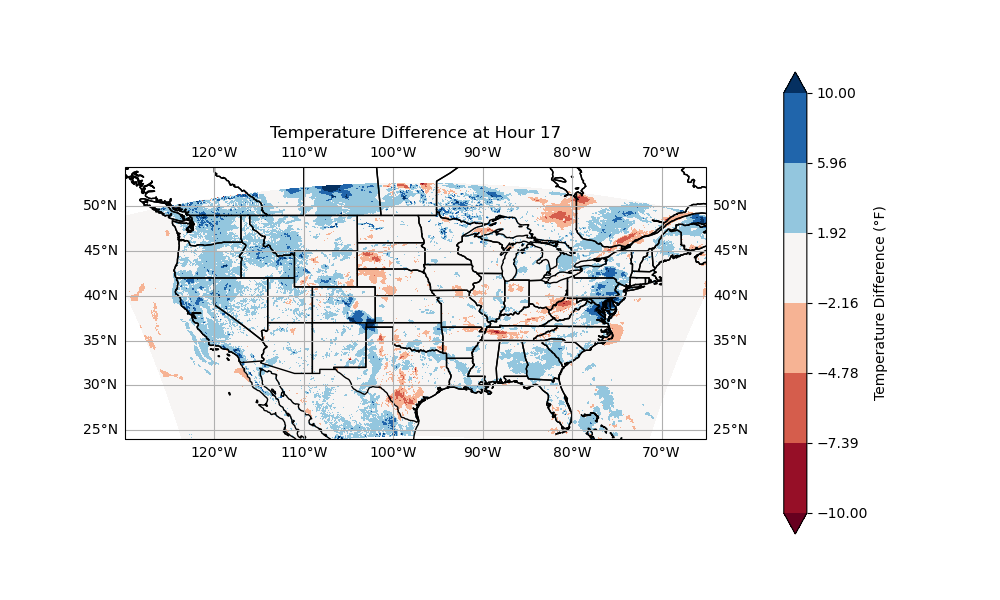 Temperature Difference at Hour 17
120°W 110°W 100°W 90°W 80°W 70°W
50°N 50°N
45°N 45°N
40°N 40°N
35°N 35°N
30°N 30°N
25°N 25°N
120°W 110°W 100°W 90°W 80°W 70°W
10.00
5.96
1.92
−2.16
−4.78
−7.39
−10.00
Temperature Difference (°F)